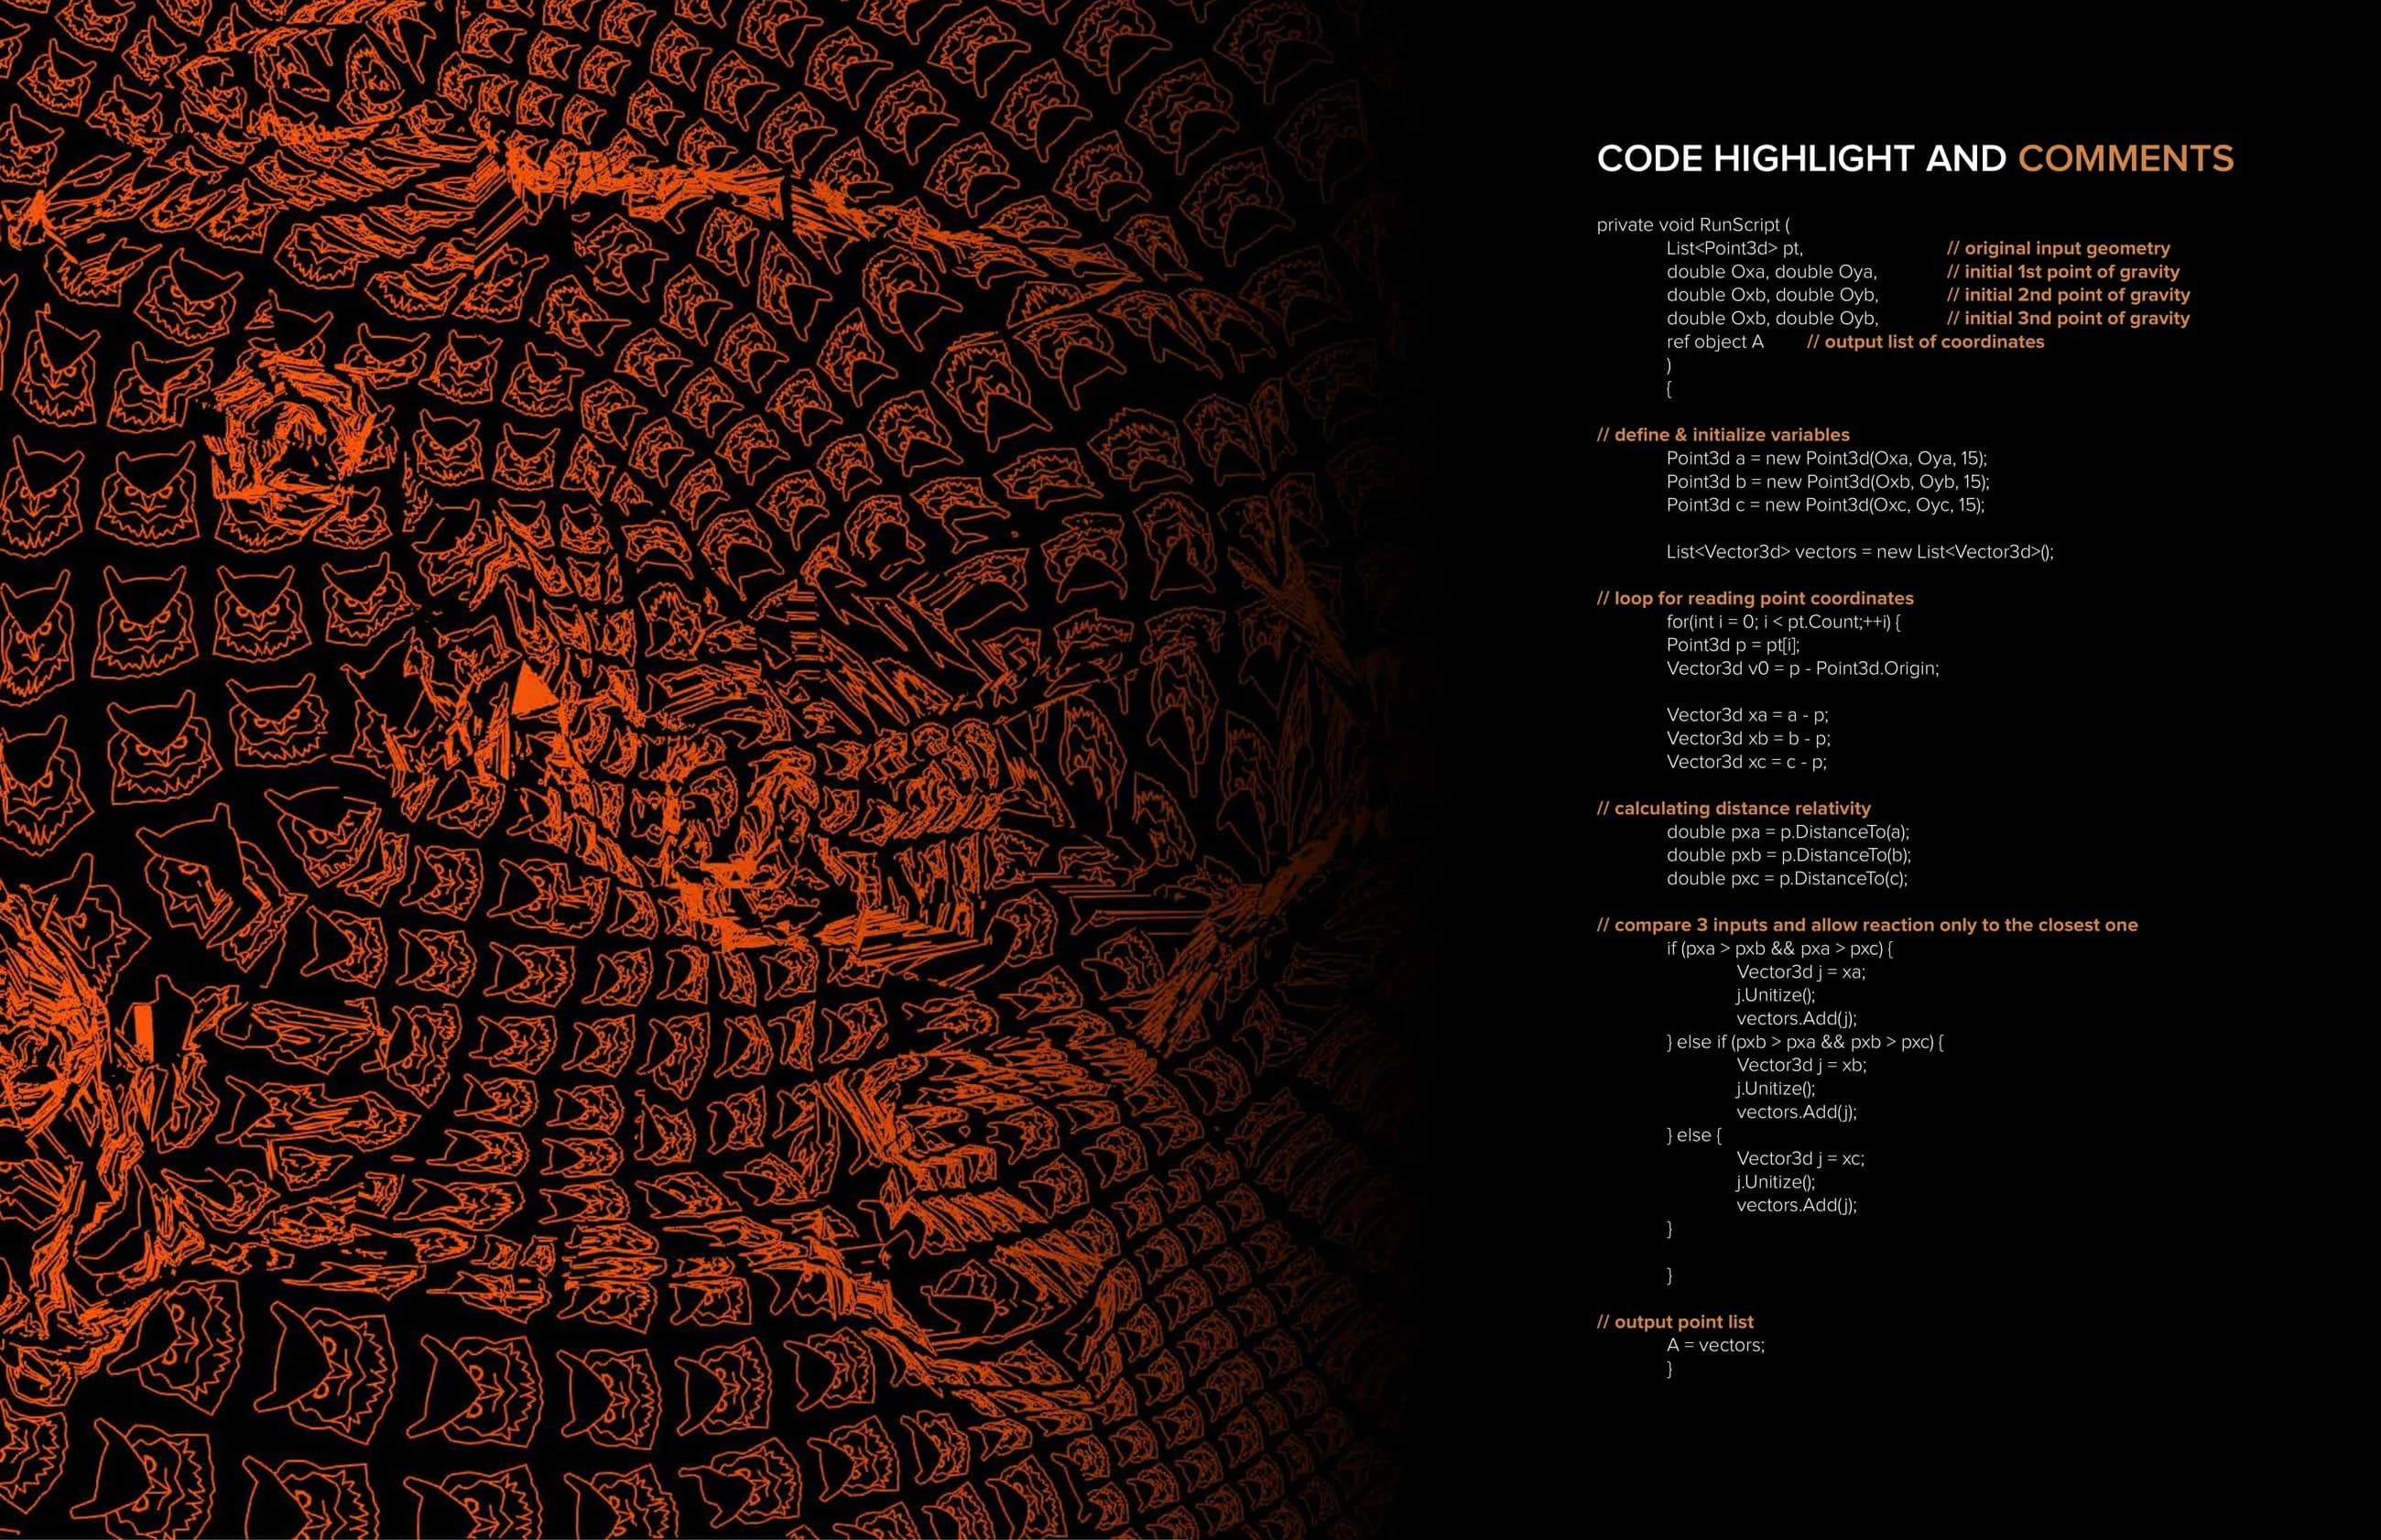 CODE HIGHLIGHT AND COMMENTS
private void RunScript (
List<Point3d> pt, // original input geometry
double Oxa, double Oya, // initial 1st point of gravity
double Oxb, double Oyb, // initial 2nd point of gravity
double Oxb, double Oyb, // initial 3nd point of gravity
ref object A // output list of coordinates
)
{
// define & initialize variables
Point3d a = new Point3d(Oxa, Oya, 15);
Point3d b = new Point3d(Oxb, Oyb, 15);
Point3d c = new Point3d(Oxc, Oyc, 15);
List<Vector3d> vectors = new List<Vector3d>();
// loop for reading point coordinates
for(int i = 0; i < pt.Count;++i) {
Point3d p = pt[i];
Vector3d v0 = p - Point3d.Origin;
Vector3d xa = a - p;
Vector3d xb = b - p;
Vector3d xc = c - p;
// calculating distance relativity
double pxa = p.DistanceTo(a);
double pxb = p.DistanceTo(b);
double pxc = p.DistanceTo(c);
// compare 3 inputs and allow reaction only to the closest one
if (pxa > pxb && pxa > pxc) {
Vector3d j = xa;
j.Unitize();
vectors.Add(j);
} else if (pxb > pxa && pxb > pxc) {
Vector3d j = xb;
j.Unitize();
vectors.Add(j);
} else {
Vector3d j = xc;
j.Unitize();
vectors.Add(j);
}
}
// output point list
A = vectors;
}